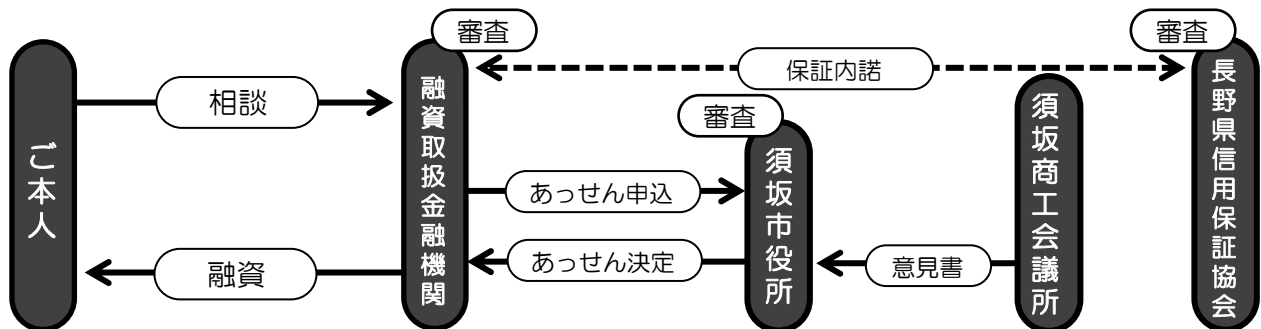 審査
審査
保証内諾
相談
審査
ご本人
融資取扱金融機関
須坂市役所
須坂商工会議所
長野県信用保証協会
あっせん申込
あっせん決定
意見書
融資